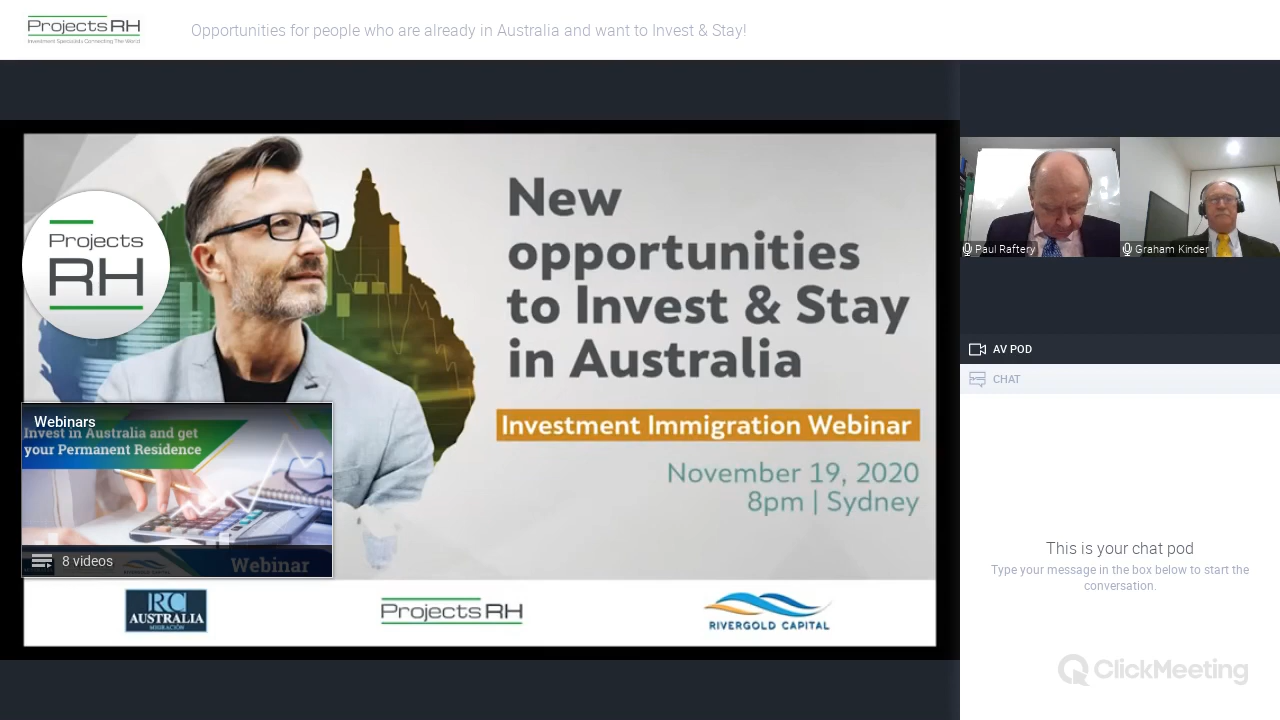 Projects RH
Investment Specialists Connecting The World
Opportunities for people who are already in Australia and want to Invest & Stay!
New
opportunities
to Invest & Stay
in Australia
Investment Immigration Webinar
November 19, 2020
8pm | Sydney
Projects
RH
Webinars
Invest in Australia and get
your Permanent Residence
8 videos
Webinar
RC
AUSTRALIA
MIGRACIÓN
Projects RH
RIVERGOLD CAPITAL
Paul Raftery
Graham Kinder
AV POD
CHAT
This is your chat pod
Type your message in the box below to start the
conversation.
ClickMeeting